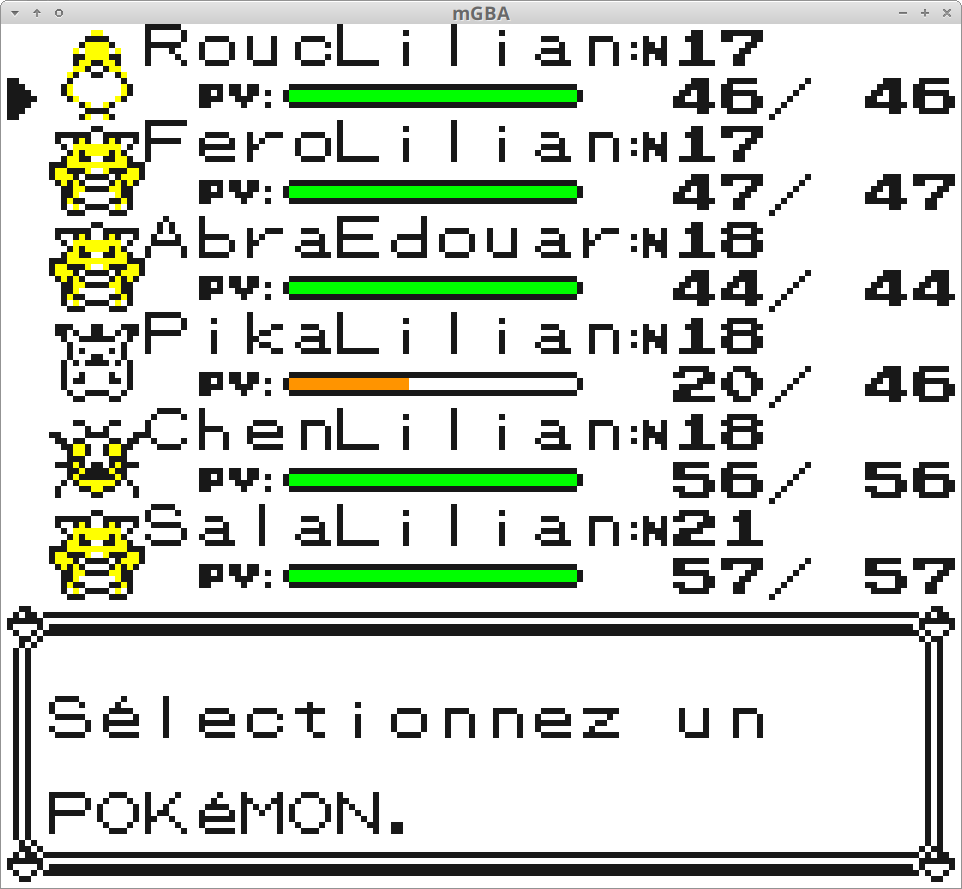 mGBA
RoucLilian:N17
PV: 46/ 46
FeroLilian:N17
PV: 47/ 47
AbraEdouar:N18
PV: 44/ 44
PikaLilian:N18
PV: 20/ 46
ChenLilian:N18
PV: 56/ 56
SalaLilian:N21
PV: 57/ 57
Sélectionnez un
POKéMON.